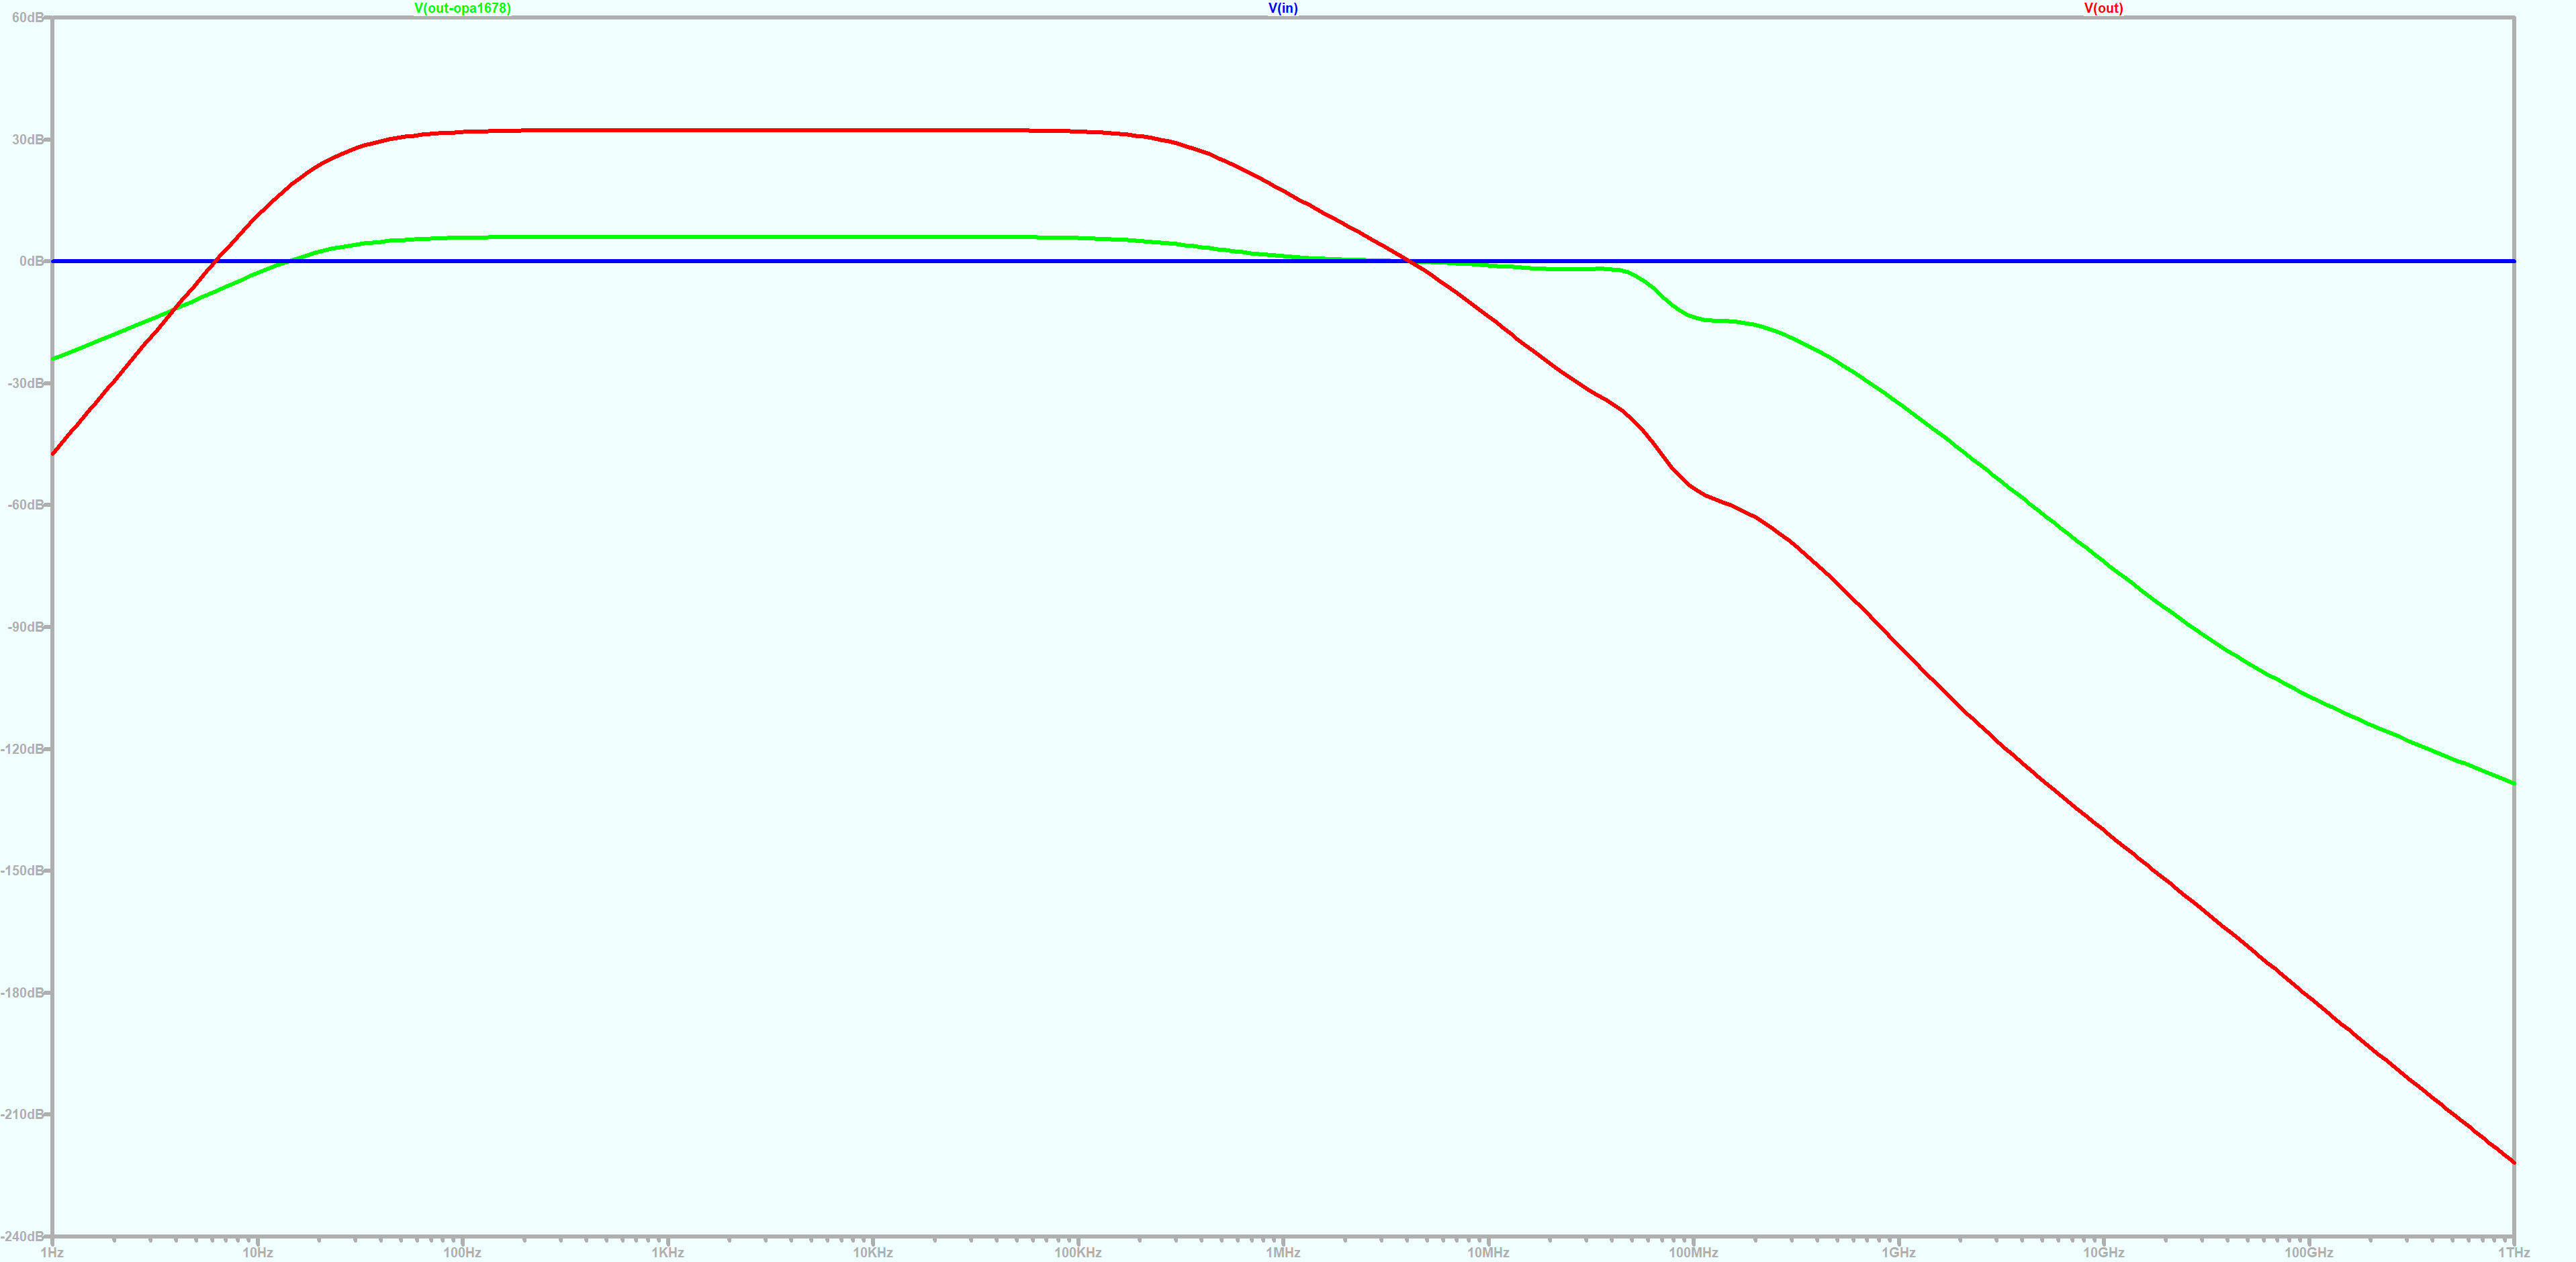 V(out-opa1678) V(in) V(out)
60dB
30dB
0dB
-30dB
-60dB
-90dB
-120dB
-150dB
-180dB
-210dB
-240dB
1Hz 10Hz 100Hz 1KHz 10KHz 100KHz 1MHz 10MHz 100MHz 1GHz 10GHz 100GHz 1THz